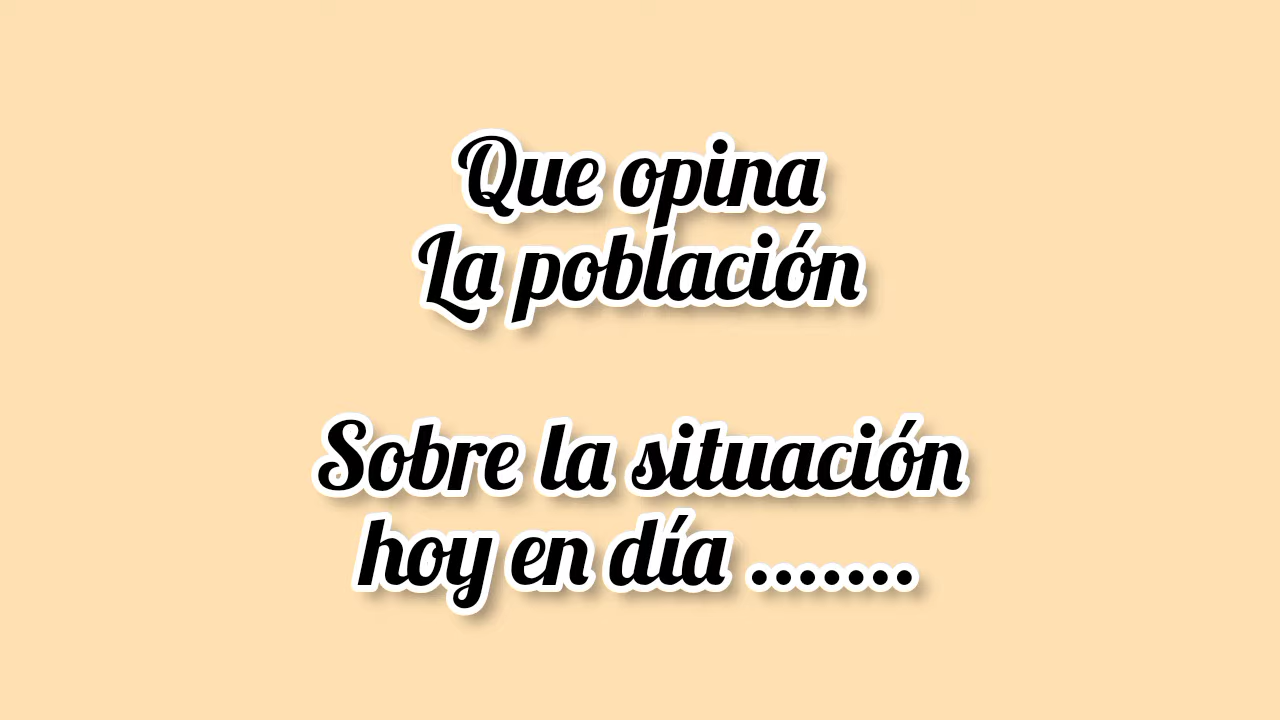 Que opina
La población
Sobre la situación
hoy en día .......